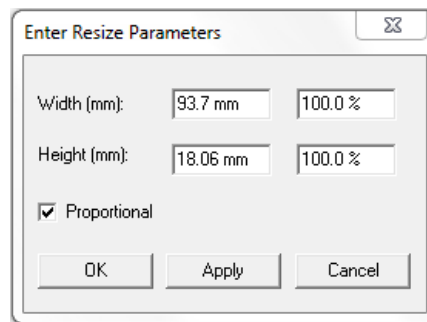 Enter Resize Parameters
Width (mm): 93.7 mm 100.0 %
Height (mm): 18.06 mm 100.0 %
Proportional
OK Apply Cancel